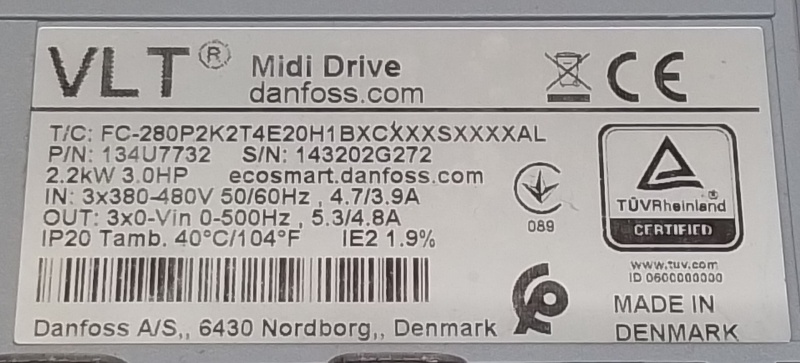 VLT® Midi Drive
danfoss.com
CE
T/C: FC-280P2K2T4E20H1BXCXXXSXXXXAL
P/N: 134U7732 S/N: 143202G272
2.2kW 3.0HP ecosmart.danfoss.com
IN: 3x380-480V 50/60Hz , 4.7/3.9A
OUT: 3x0-Vin 0-500Hz , 5.3/4.8A
IP20 Tamb. 40°C/104°F IE2 1.9%
089
TÜVRheinland®
CERTIFIED
www.tuv.com
ID 0600000000
MADE IN
DENMARK
Danfoss A/S,, 6430 Nordborg,, Denmark